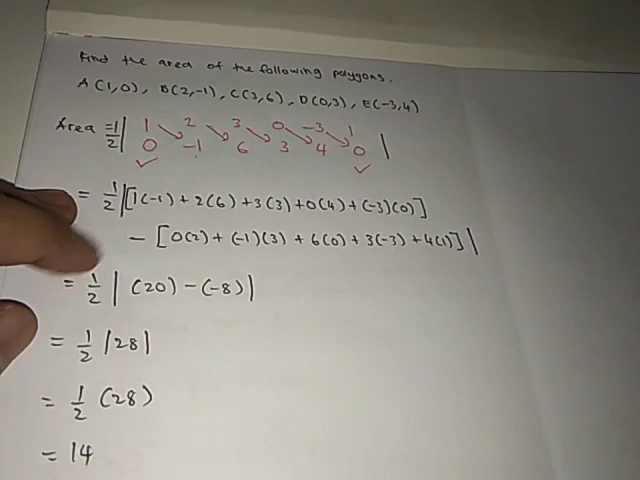 Find the area of the following polygons.
A(1,0), B(2,-1), C(3,6), D(0,3), E(-3,4)
Area = 1/2 | 1 2 3 0 -3 1
0 -1 6 3 4 0 |
= 1/2 |[1(-1) + 2(6) + 3(3) + 0(4) + (-3)(0)]
- [0(2) + (-1)(3) + 6(0) + 3(-3) + 4(1)]|
= 1/2 | (20) - (-8)|
= 1/2 |28|
= 1/2 (28)
= 14